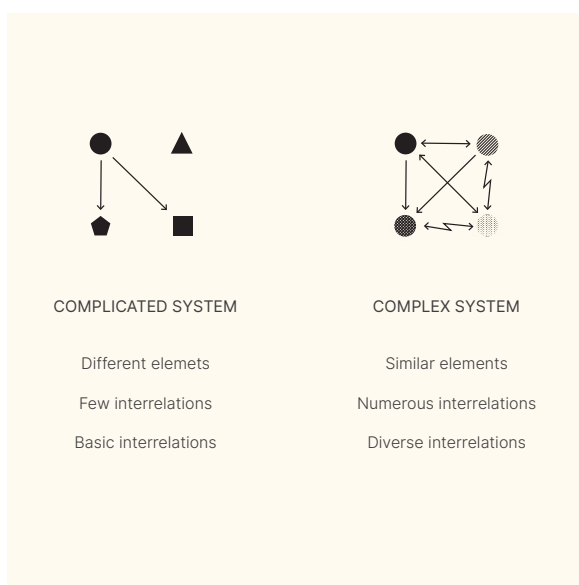 COMPLICATED SYSTEM
Different elemets
Few interrelations
Basic interrelations
COMPLEX SYSTEM
Similar elements
Numerous interrelations
Diverse interrelations